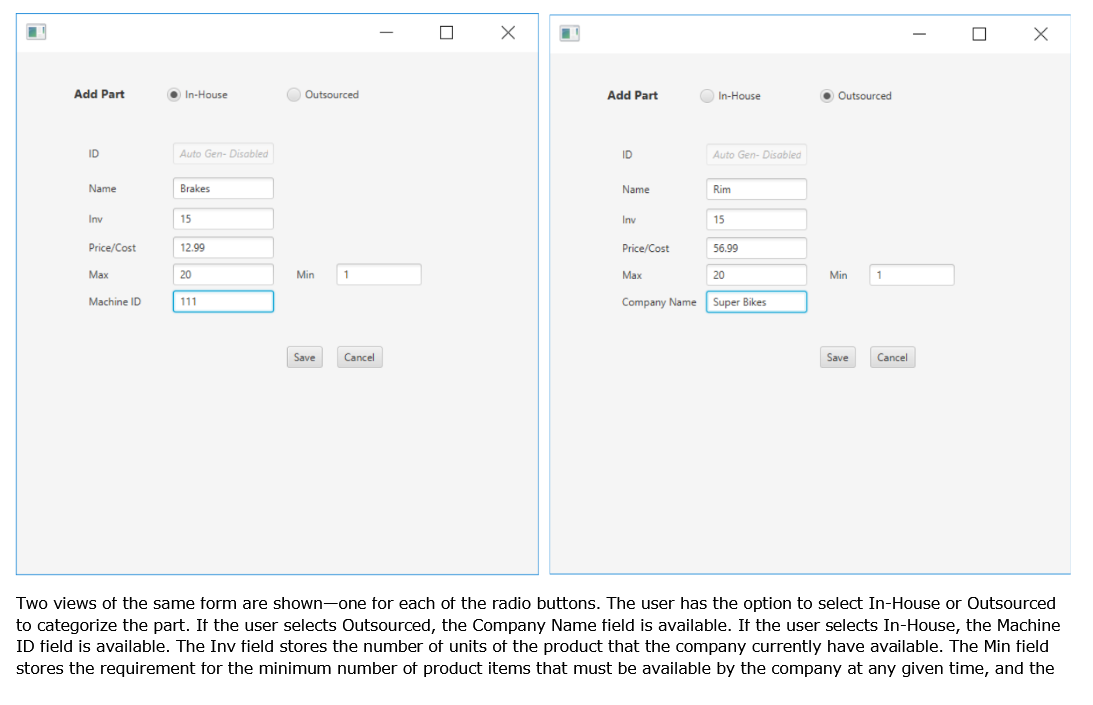 Add Part In-House Outsourced
ID Auto Gen- Disabled
Name Brakes
Inv 15
Price/Cost 12.99
Max 20 Min 1
Machine ID 111
Save Cancel
Add Part In-House Outsourced
ID Auto Gen- Disabled
Name Rim
Inv 15
Price/Cost 56.99
Max 20 Min 1
Company Name Super Bikes
Save Cancel
Two views of the same form are shown—one for each of the radio buttons. The user has the option to select In-House or Outsourced
to categorize the part. If the user selects Outsourced, the Company Name field is available. If the user selects In-House, the Machine
ID field is available. The Inv field stores the number of units of the product that the company currently have available. The Min field
stores the requirement for the minimum number of product items that must be available by the company at any given time, and the